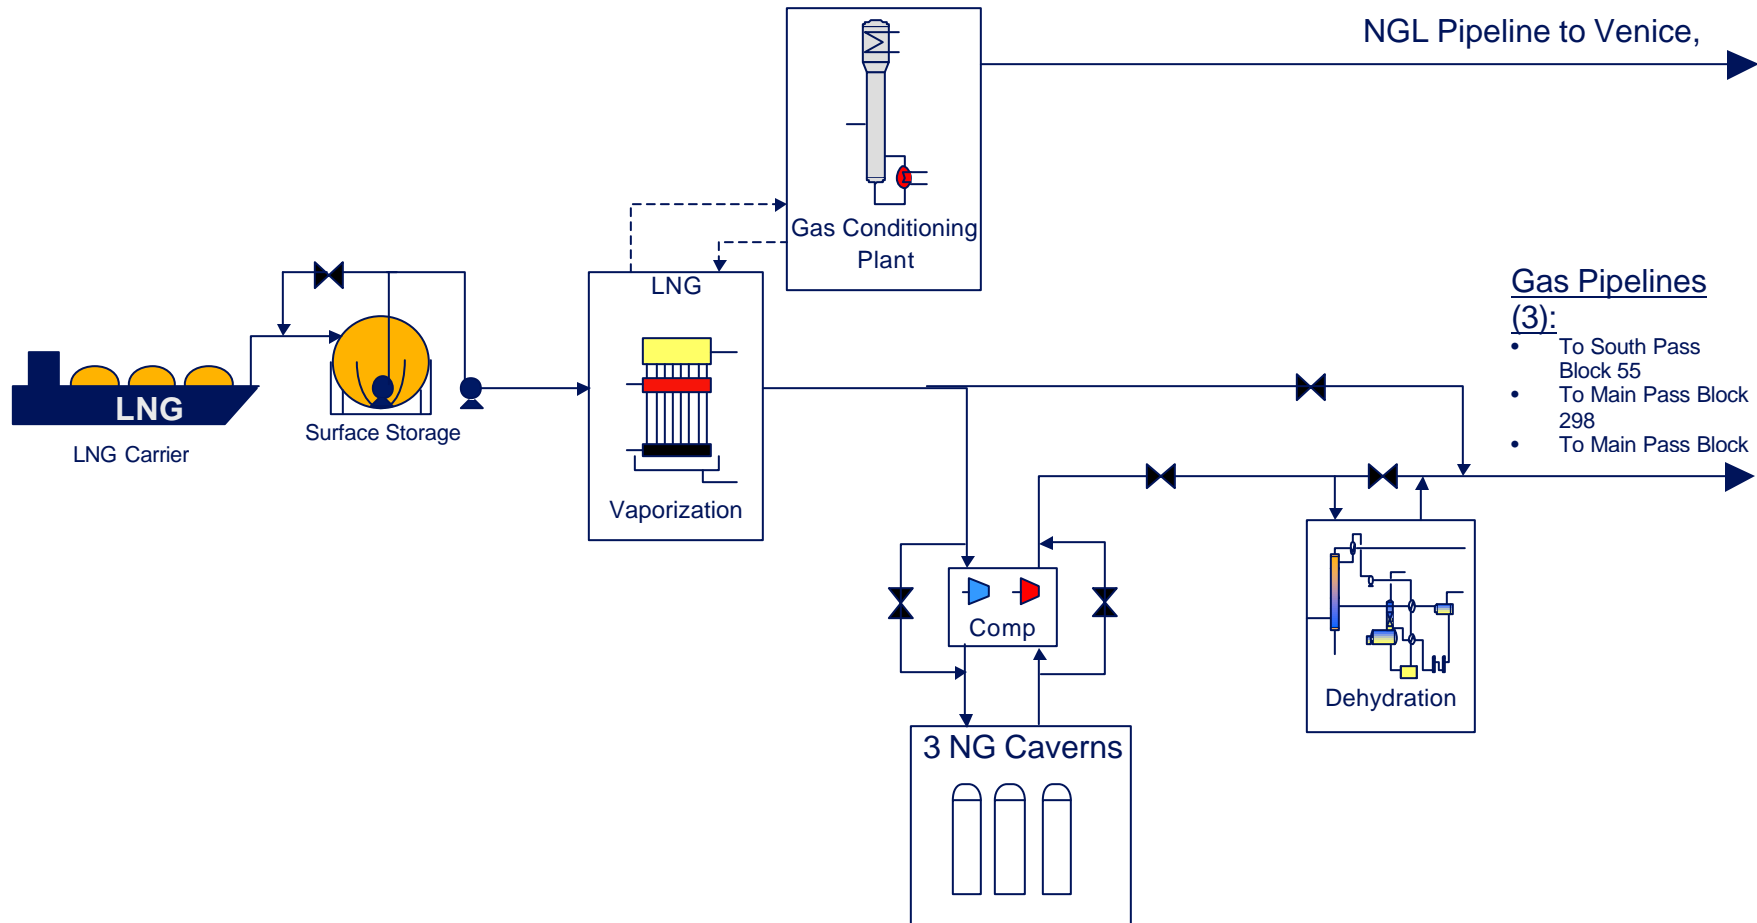 NGL Pipeline to Venice,
Gas Conditioning
Plant
LNG
Gas Pipelines
(3):
• To South Pass
Block 55
• To Main Pass Block
298
• To Main Pass Block
LNG
LNG Carrier
Surface Storage
Vaporization
Comp
Dehydration
3 NG Caverns